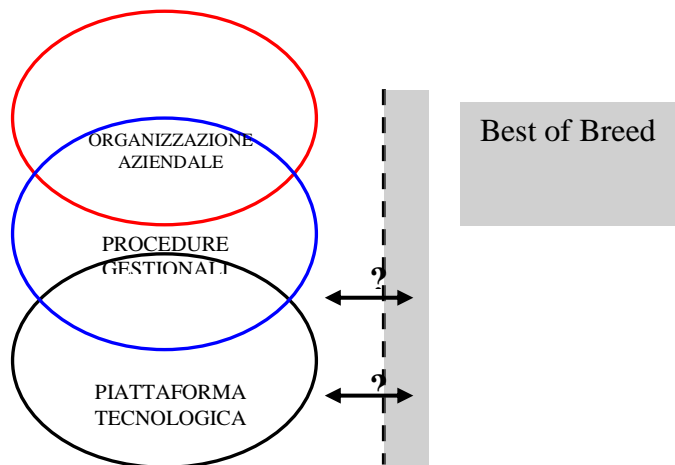 ORGANIZZAZIONE
AZIENDALE
Best of Breed
PROCEDURE
GESTIONALI
?
PIATTAFORMA
TECNOLOGICA
?